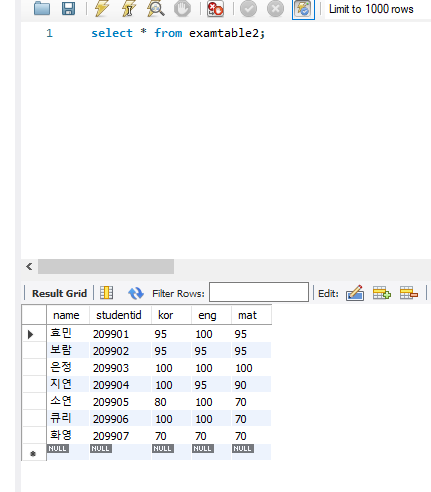 Limit to 1000 rows
1 select * from examtable2;
Result Grid Filter Rows: Edit:
name studentid kor eng mat
효민 209901 95 100 95
보람 209902 95 95 95
은정 209903 100 100 100
지연 209904 100 95 90
소연 209905 80 100 70
큐리 209906 100 100 70
화영 209907 70 70 70
NULL NULL NULL NULL NULL